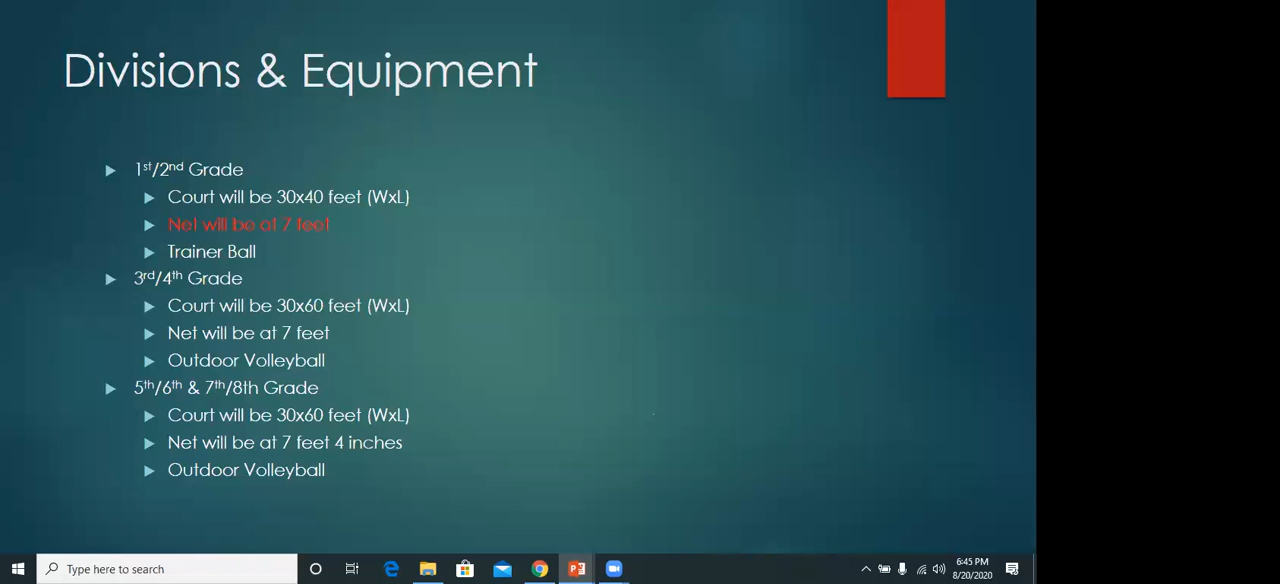 Divisions & Equipment
1st/2nd Grade
Court will be 30x40 feet (WxL)
Net will be at 7 feet
Trainer Ball
3rd/4th Grade
Court will be 30x60 feet (WxL)
Net will be at 7 feet
Outdoor Volleyball
5th/6th & 7th/8th Grade
Court will be 30x60 feet (WxL)
Net will be at 7 feet 4 inches
Outdoor Volleyball
Type here to search
6:45 PM
8/20/2020